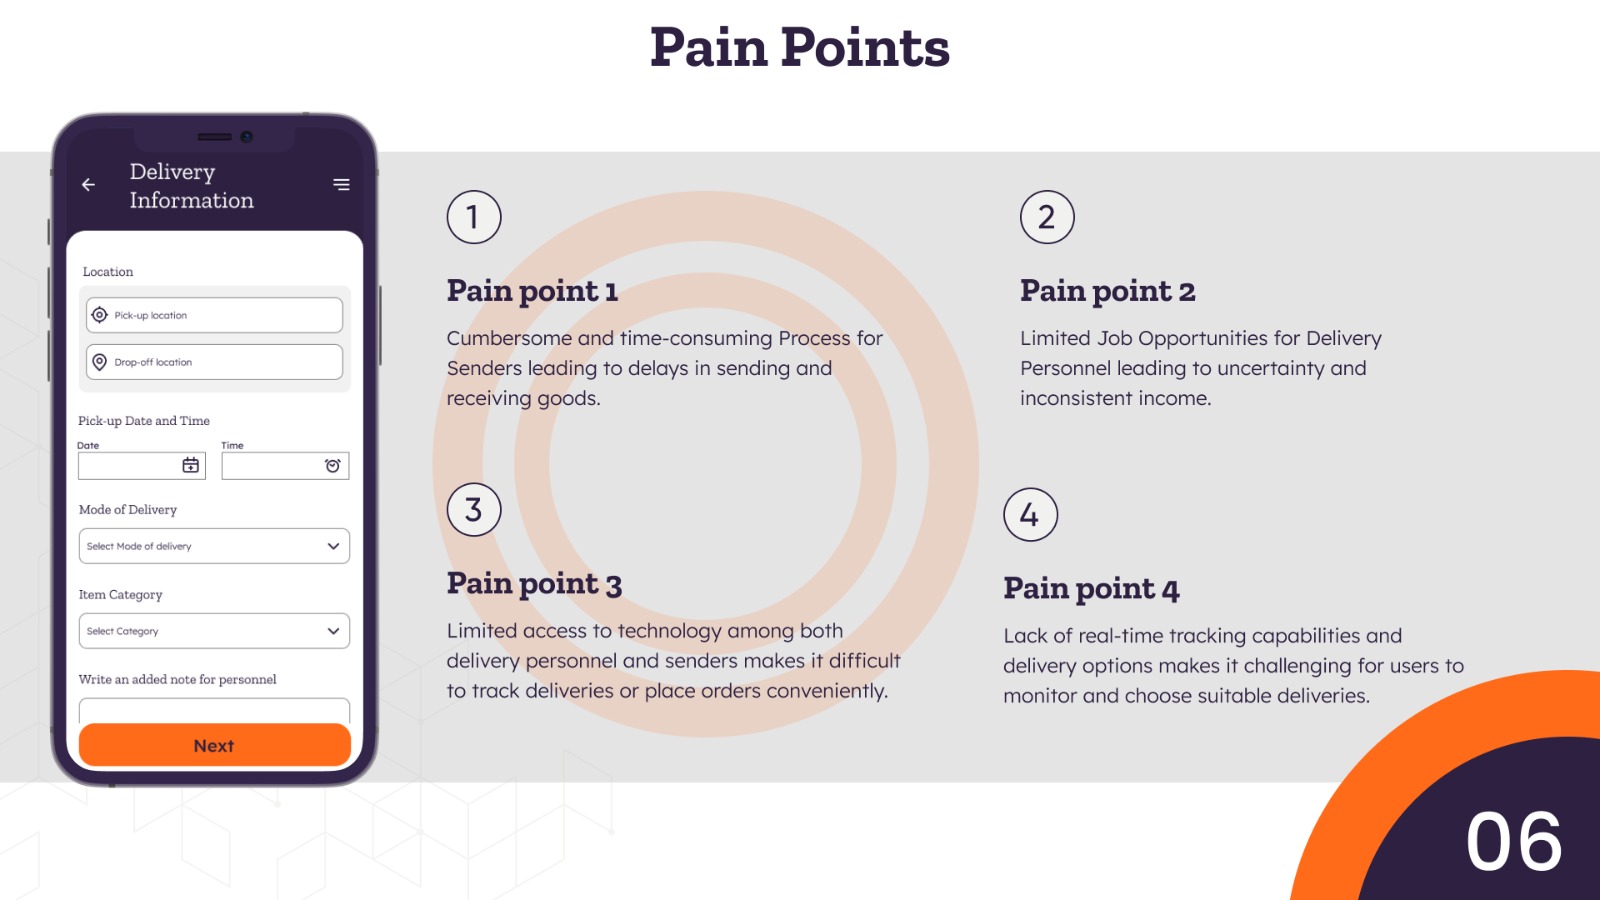 Pain Points
Delivery
Information
Location
Pick-up location
Drop-off location
Pick-up Date and Time
Date
Time
Mode of Delivery
Select Mode of delivery
Item Category
Select Category
Write an added note for personnel
Next
1
Pain point 1
Cumbersome and time-consuming Process for
Senders leading to delays in sending and
receiving goods.
2
Pain point 2
Limited Job Opportunities for Delivery
Personnel leading to uncertainty and
inconsistent income.
3
Pain point 3
Limited access to technology among both
delivery personnel and senders makes it difficult
to track deliveries or place orders conveniently.
4
Pain point 4
Lack of real-time tracking capabilities and
delivery options makes it challenging for users to
monitor and choose suitable deliveries.
06